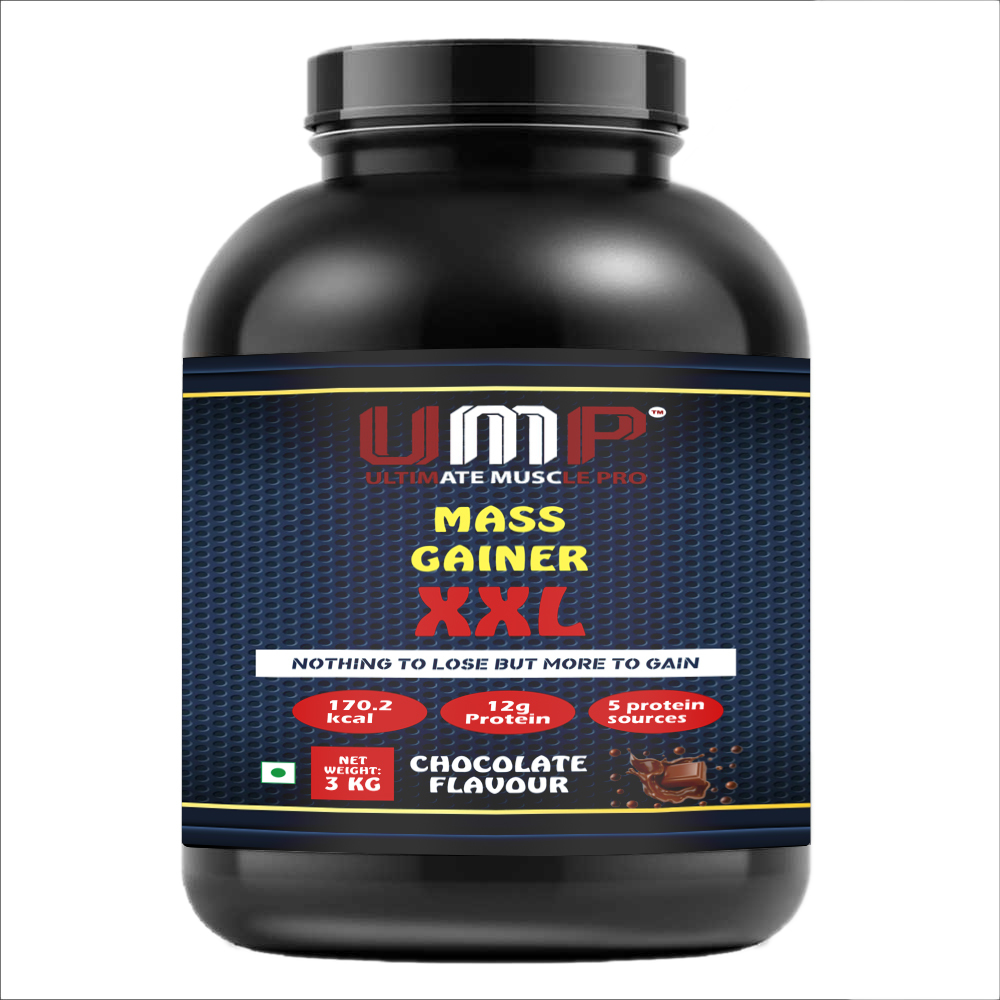 UMP™
ULTIMATE MUSCLE PRO
MASS
GAINER
XXL
NOTHING TO LOSE BUT MORE TO GAIN
170.2
kcal
12g
Protein
5 protein
sources
NET
WEIGHT:
3 KG
CHOCOLATE
FLAVOUR